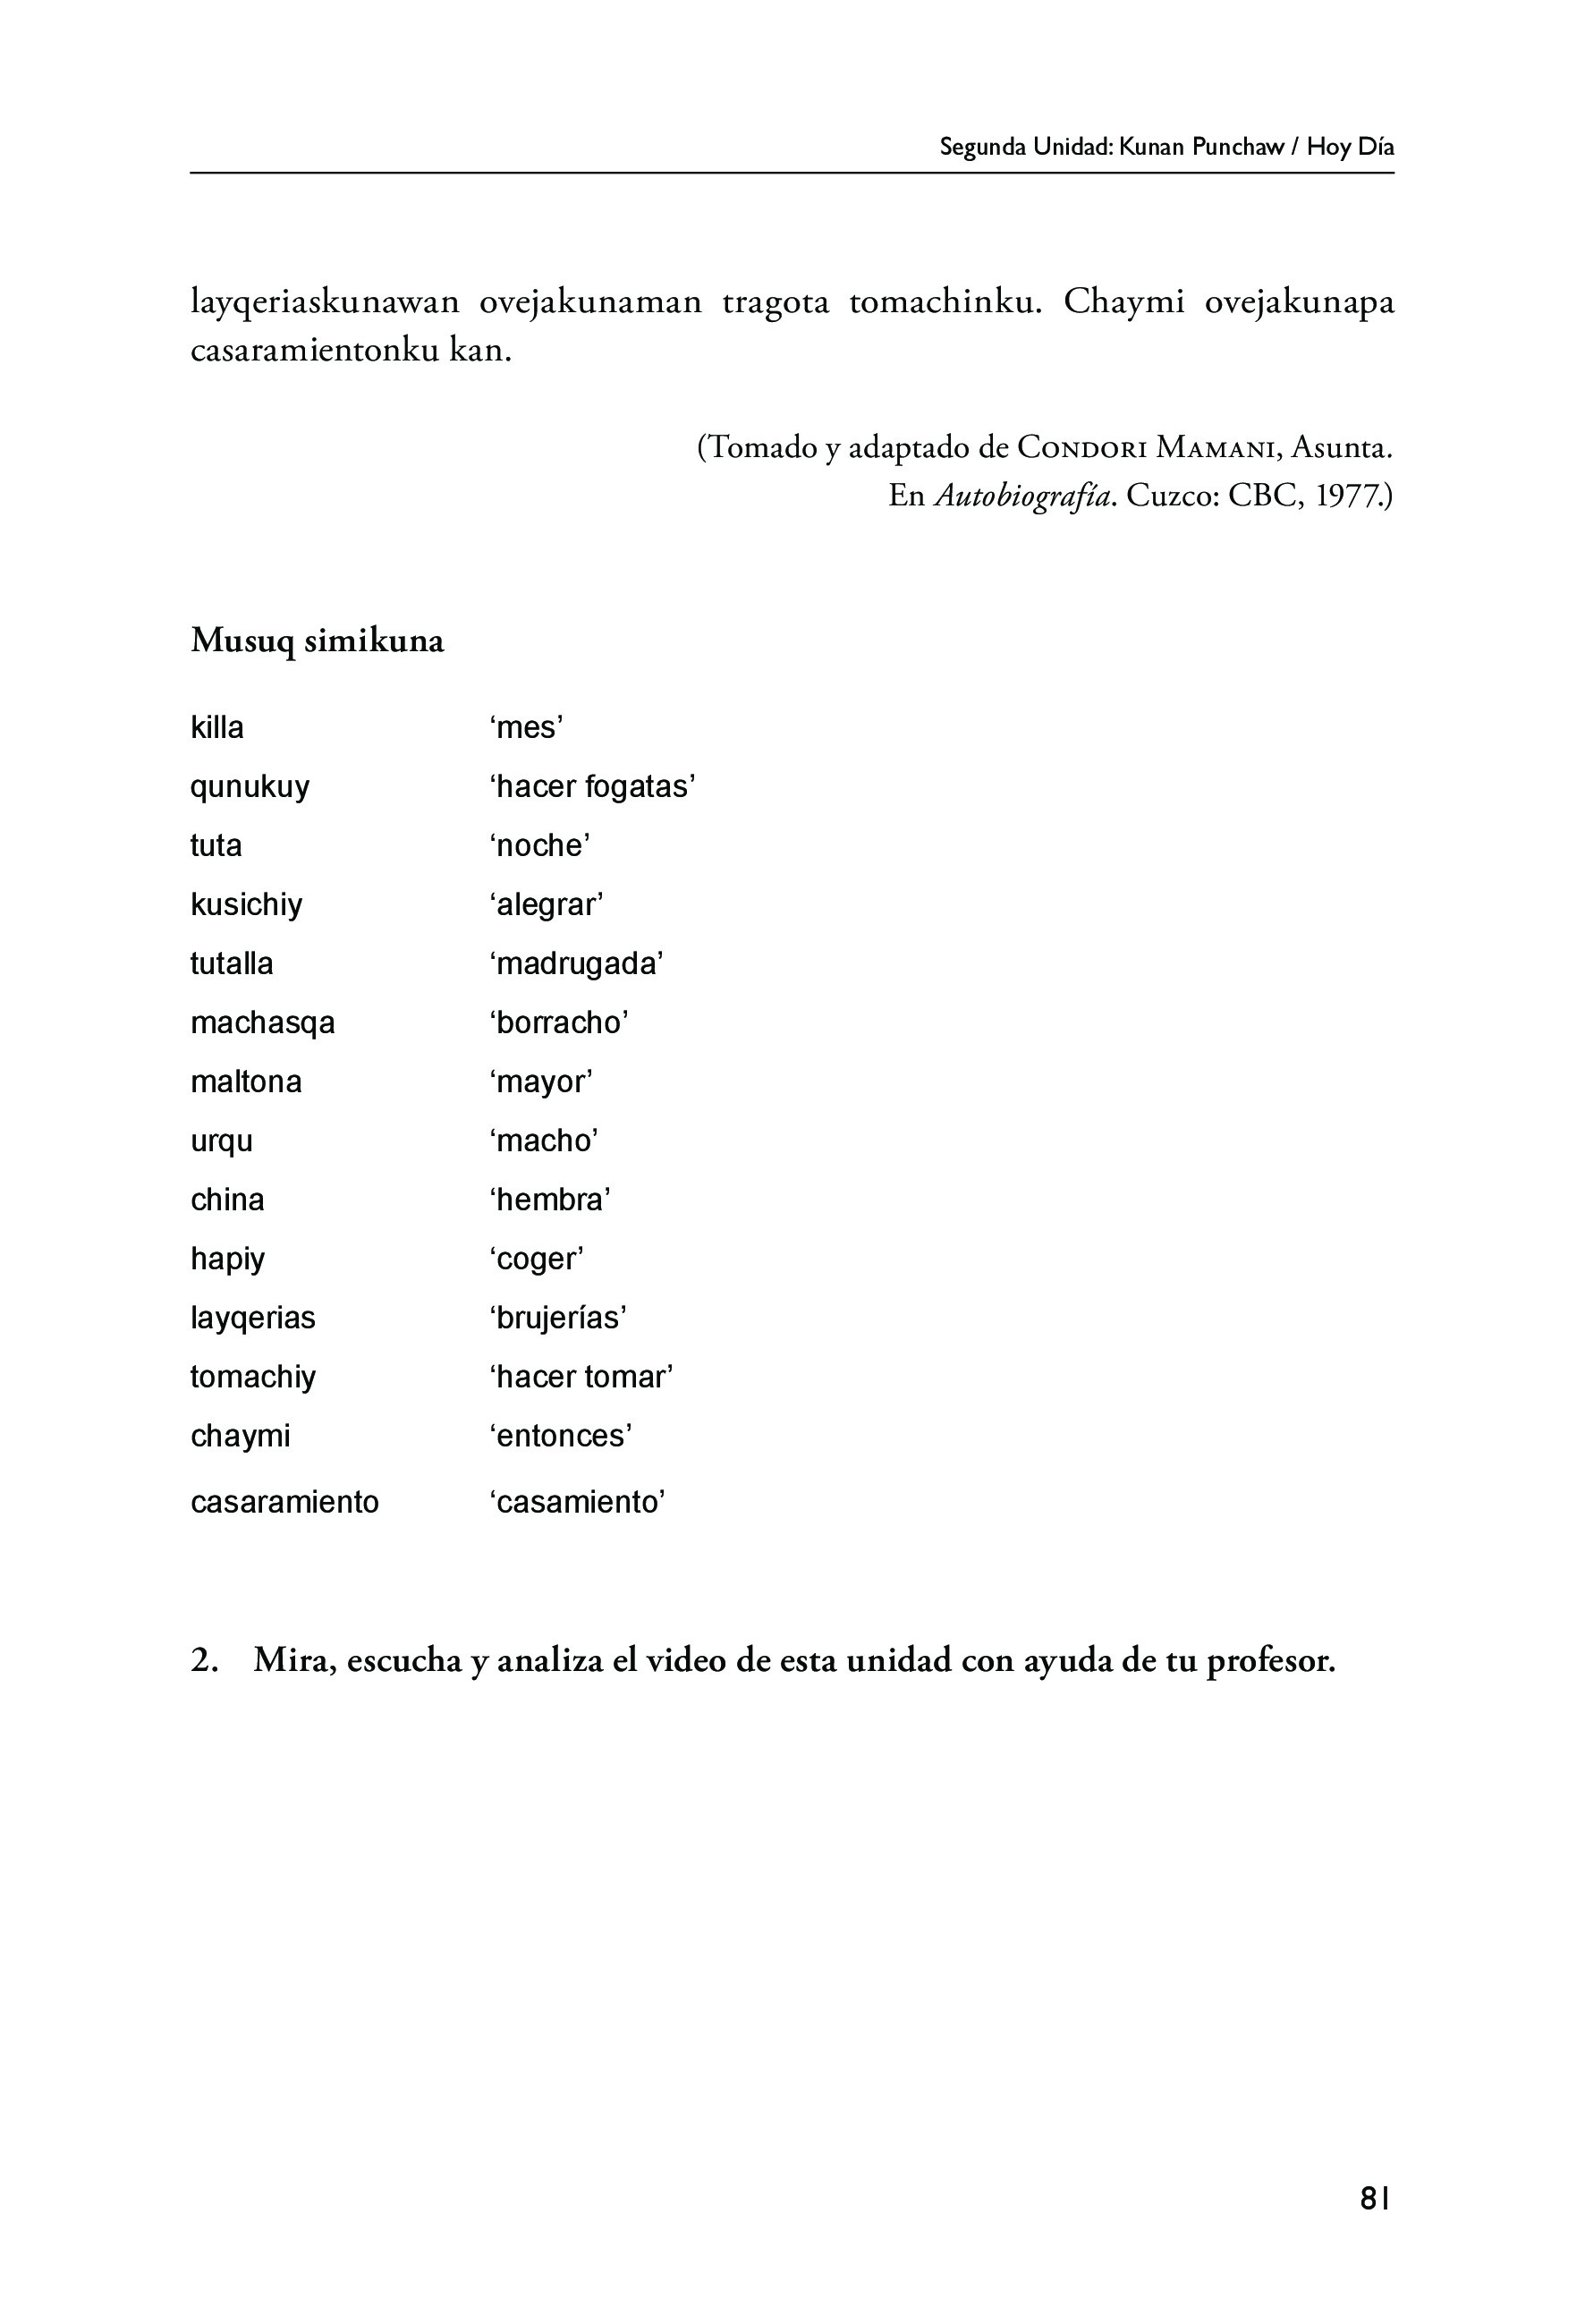 Segunda Unidad: Kunan Punchaw / Hoy Día
layqeriaskunawan ovejakunaman tragota tomachinku. Chaymi ovejakunapa
casaramientonku kan.
(Tomado y adaptado de Condori Mamani, Asunta.
En Autobiografía. Cuzco: CBC, 1977.)
Musuq simikuna
killa ‘mes’
qunukuy ‘hacer fogatas’
tuta ‘noche’
kusichiy ‘alegrar’
tutalla ‘madrugada’
machasqa ‘borracho’
maltona ‘mayor’
urqu ‘macho’
china ‘hembra’
hapiy ‘coger’
layqerias ‘brujerías’
tomachiy ‘hacer tomar’
chaymi ‘entonces’
casaramiento ‘casamiento’
2. Mira, escucha y analiza el video de esta unidad con ayuda de tu profesor.
81